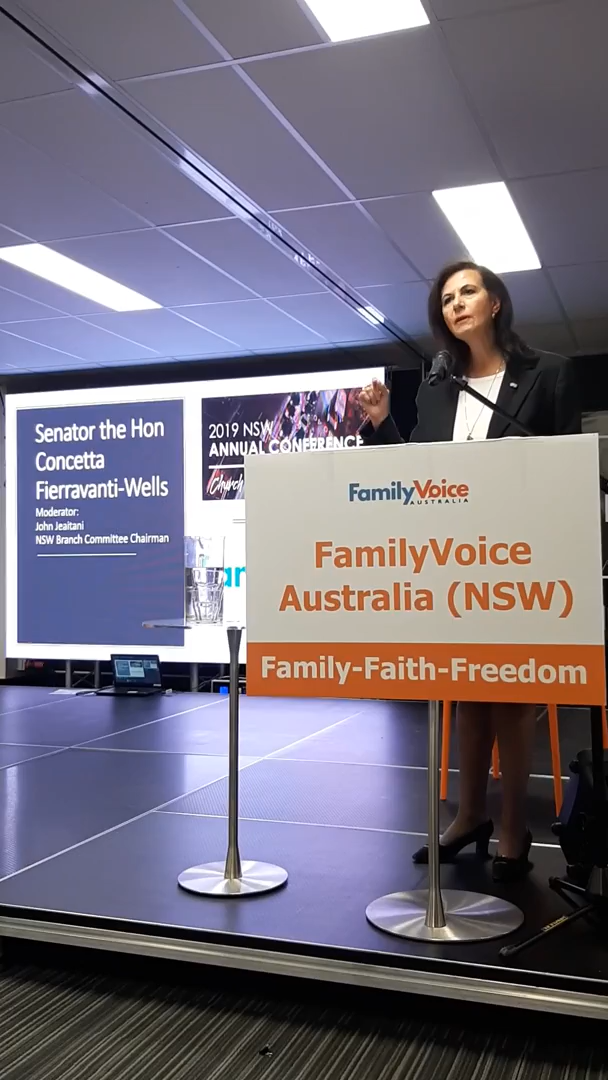 Senator the Hon
Concetta
Fierravanti-Wells
Moderator:
John Jeaitani
NSW Branch Committee Chairman
2019 NSW
ANNUAL CONFERENCE
Church
FamilyVoice
AUSTRALIA
FamilyVoice
Australia (NSW)
Family-Faith-Freedom